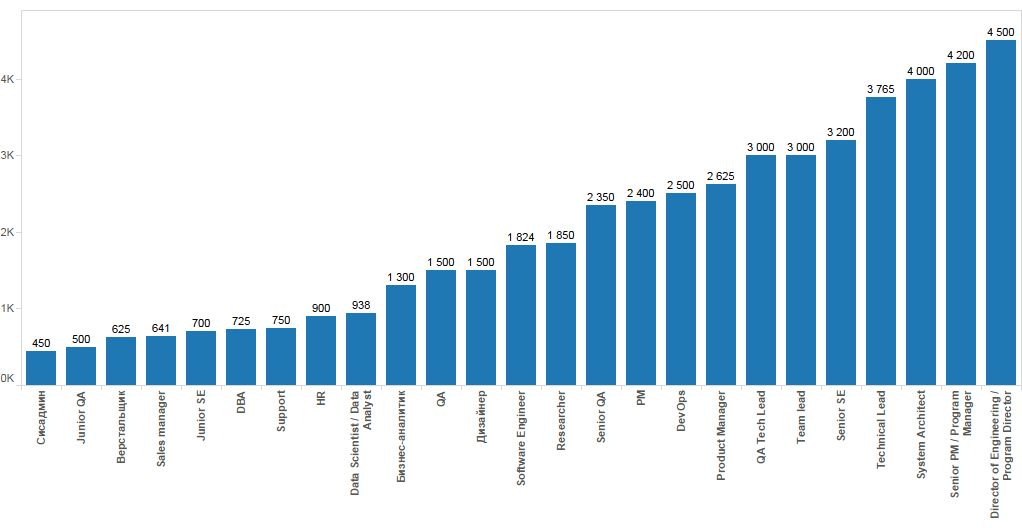 4 500
4 200
4 000
3 765
3 200
3 000
3 000
2 625
2 500
2 400
2 350
1 850
1 824
1 500
1 500
1 300
938
900
750
725
700
641
625
500
450
4K
3K
2K
1K
0K
Сисадмин
Junior QA
Верстальщик
Sales manager
Junior SE
DBA
Support
HR
Data Scientist / Data
Analyst
Бизнес-аналитик
QA
Дизайнер
Software Engineer
Researcher
Senior QA
PM
DevOps
Product Manager
QA Tech Lead
Team lead
Senior SE
Technical Lead
System Architect
Senior PM / Program
Manager
Director of Engineering /
Program Director